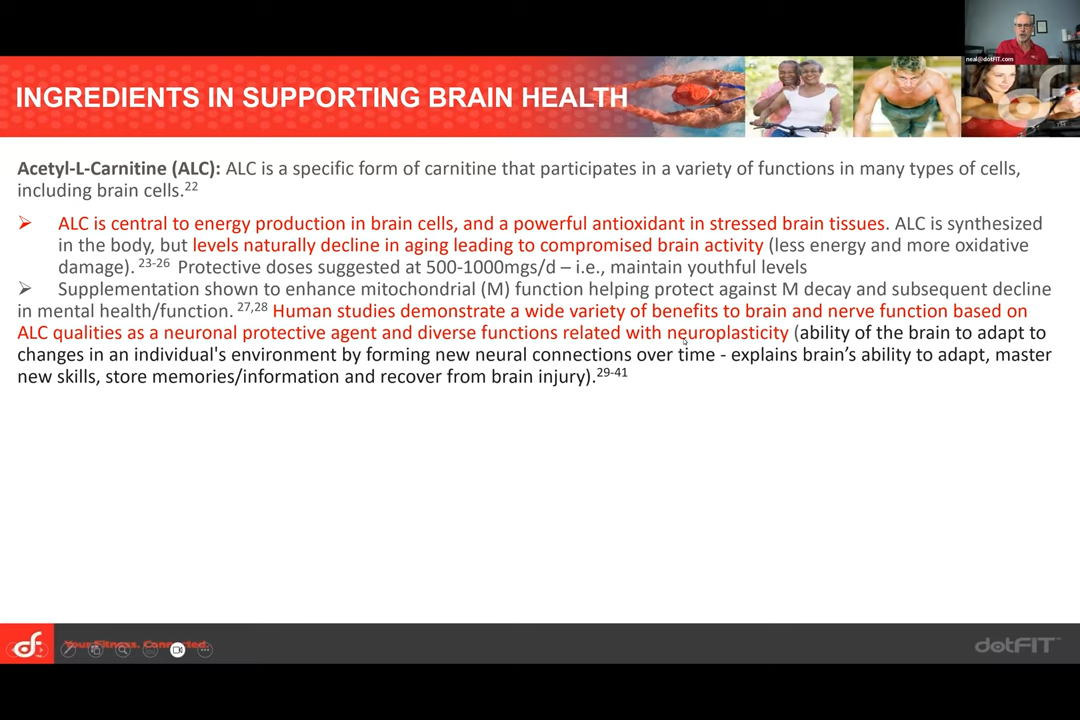 neal@dotFIT.com
INGREDIENTS IN SUPPORTING BRAIN HEALTH
Acetyl-L-Carnitine (ALC): ALC is a specific form of carnitine that participates in a variety of functions in many types of cells,
including brain cells.22
➢ ALC is central to energy production in brain cells, and a powerful antioxidant in stressed brain tissues. ALC is synthesized
in the body, but levels naturally decline in aging leading to compromised brain activity (less energy and more oxidative
damage). 23-26 Protective doses suggested at 500-1000mgs/d – i.e., maintain youthful levels
➢ Supplementation shown to enhance mitochondrial (M) function helping protect against M decay and subsequent decline
in mental health/function. 27,28 Human studies demonstrate a wide variety of benefits to brain and nerve function based on
ALC qualities as a neuronal protective agent and diverse functions related with neuroplasticity (ability of the brain to adapt to
changes in an individual's environment by forming new neural connections over time - explains brain’s ability to adapt, master
new skills, store memories/information and recover from brain injury).29-41
Your Fitness. Connected.
dotFIT™